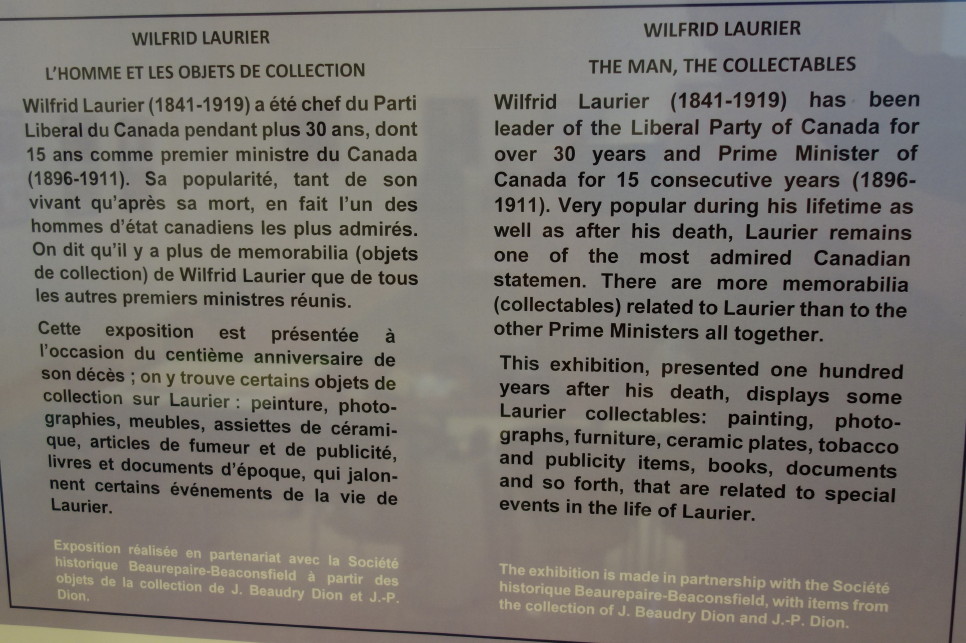 WILFRID LAURIER
L'HOMME ET LES OBJETS DE COLLECTION
Wilfrid Laurier (1841-1919) a été chef du Parti
Liberal du Canada pendant plus 30 ans, dont
15 ans comme premier ministre du Canada
(1896-1911). Sa popularité, tant de son
vivant qu'après sa mort, en fait l'un des
hommes d'état canadiens les plus admirés.
On dit qu'il y a plus de memorabilia (objets
de collection) de Wilfrid Laurier que de tous
les autres premiers ministres réunis.
Cette exposition est présentée à
l'occasion du centième anniversaire de
son décès ; on y trouve certains objets de
collection sur Laurier : peinture, photo-
graphies, meubles, assiettes de cérami-
que, articles de fumeur et de publicité,
livres et documents d'époque, qui jalon-
nent certains événements de la vie de
Laurier.
Exposition réalisée en partenariat avec la Société
historique Beaurepaire-Beaconsfield à partir des
objets de la collection de J. Beaudry Dion et J.-P.
Dion.
WILFRID LAURIER
THE MAN, THE COLLECTABLES
Wilfrid Laurier (1841-1919) has been
leader of the Liberal Party of Canada for
over 30 years and Prime Minister of
Canada for 15 consecutive years (1896-
1911). Very popular during his lifetime as
well as after his death, Laurier remains
one of the most admired Canadian
statemen. There are more memorabilia
(collectables) related to Laurier than to the
other Prime Ministers all together.
This exhibition, presented one hundred
years after his death, displays some
Laurier collectables: painting, photo-
graphs, furniture, ceramic plates, tobacco
and publicity items, books, documents
and so forth, that are related to special
events in the life of Laurier.
The exhibition is made in partnership with the Société
historique Beaurepaire-Beaconsfield, with items from
the collection of J. Beaudry Dion and J.-P. Dion.